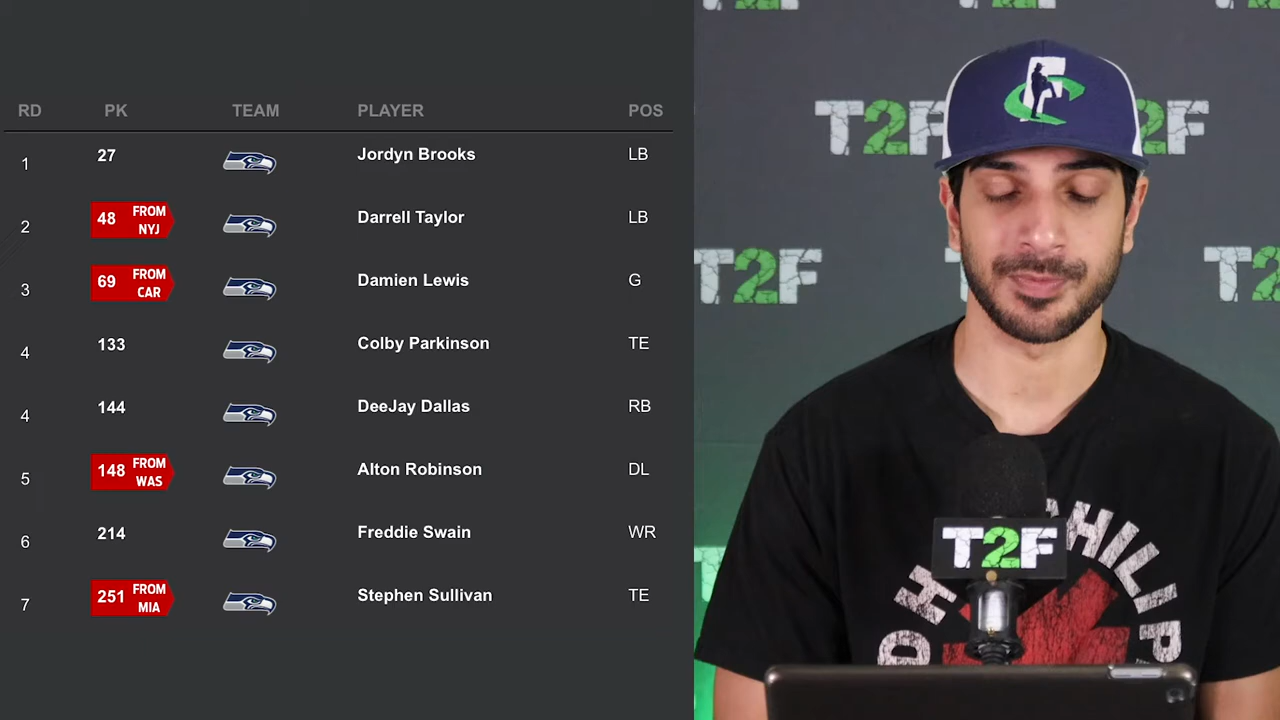 RD PK TEAM PLAYER POS
1 27 Jordyn Brooks LB
2 48 FROM NYJ Darrell Taylor LB
3 69 FROM CAR Damien Lewis G
4 133 Colby Parkinson TE
4 144 DeeJay Dallas RB
5 148 FROM WAS Alton Robinson DL
6 214 Freddie Swain WR
7 251 FROM MIA Stephen Sullivan TE
T2F
T2F
T2F
T2F
T2F